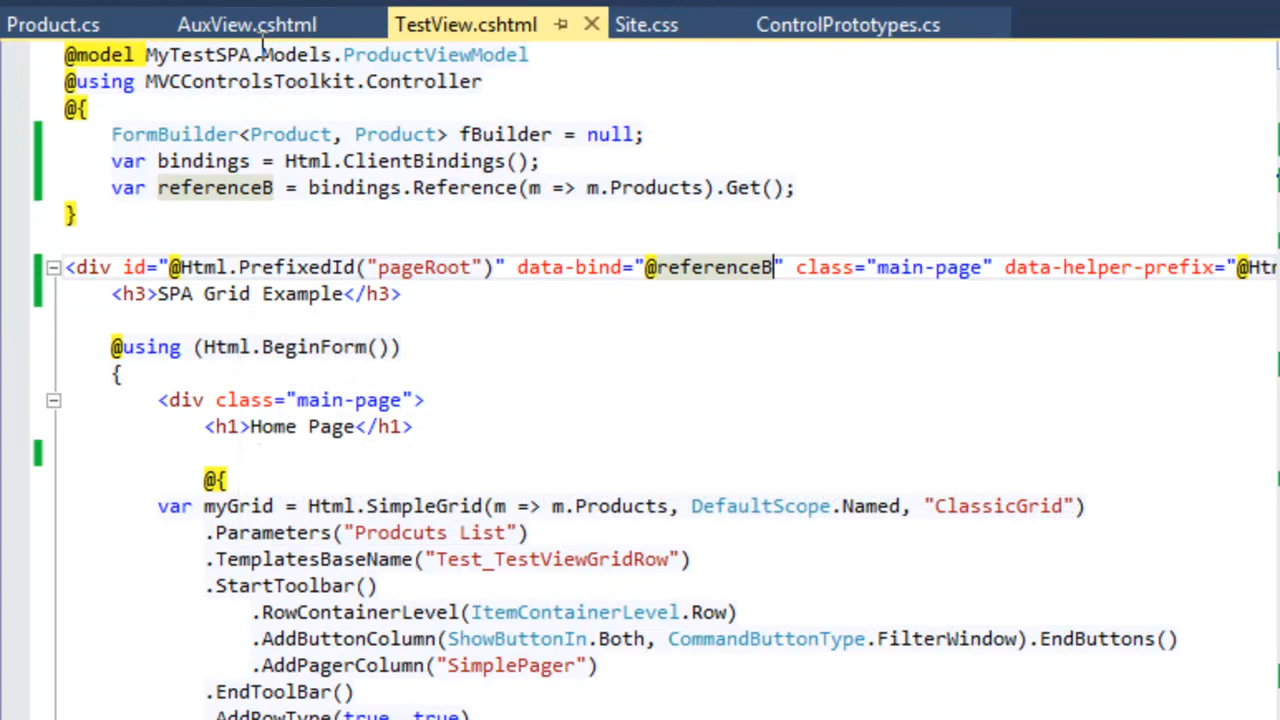 Product.cs AuxView.cshtml TestView.cshtml Site.css ControlPrototypes.cs
@model MyTestSPA.Models.ProductViewModel
@using MVCControlsToolkit.Controller
@{
FormBuilder<Product, Product> fBuilder = null;
var bindings = Html.ClientBindings();
var referenceB = bindings.Reference(m => m.Products).Get();
}
<div id="@Html.PrefixedId("pageRoot")" data-bind="@referenceB" class="main-page" data-helper-prefix="@Htm
<h3>SPA Grid Example</h3>
@using (Html.BeginForm())
{
<div class="main-page">
<h1>Home Page</h1>
@{
var myGrid = Html.SimpleGrid(m => m.Products, DefaultScope.Named, "ClassicGrid")
.Parameters("Prodcuts List")
.TemplatesBaseName("Test_TestViewGridRow")
.StartToolbar()
.RowContainerLevel(ItemContainerLevel.Row)
.AddButtonColumn(ShowButtonIn.Both, CommandButtonType.FilterWindow).EndButtons()
.AddPagerColumn("SimplePager")
.EndToolBar()
.AddRowType(true, true)